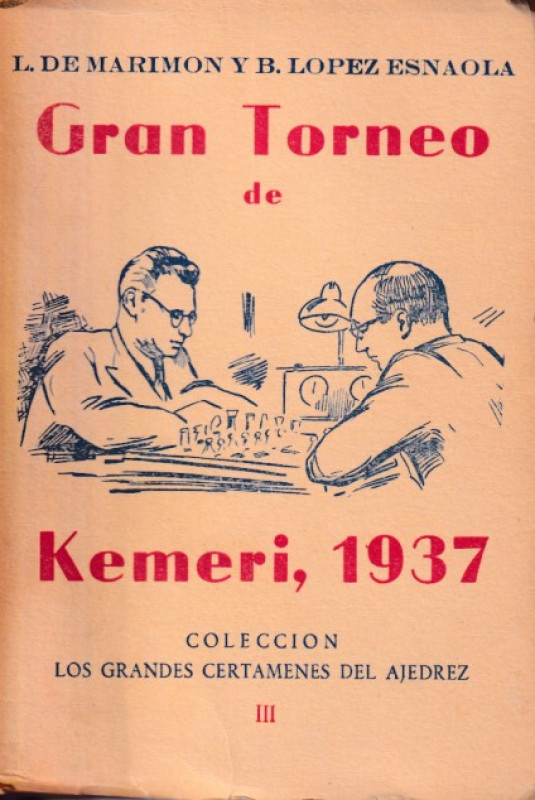 L. DE MARIMON Y B. LOPEZ ESNAOLA
Gran Torneo
de
Kemeri, 1937
COLECCION
LOS GRANDES CERTAMENES DEL AJEDREZ
III